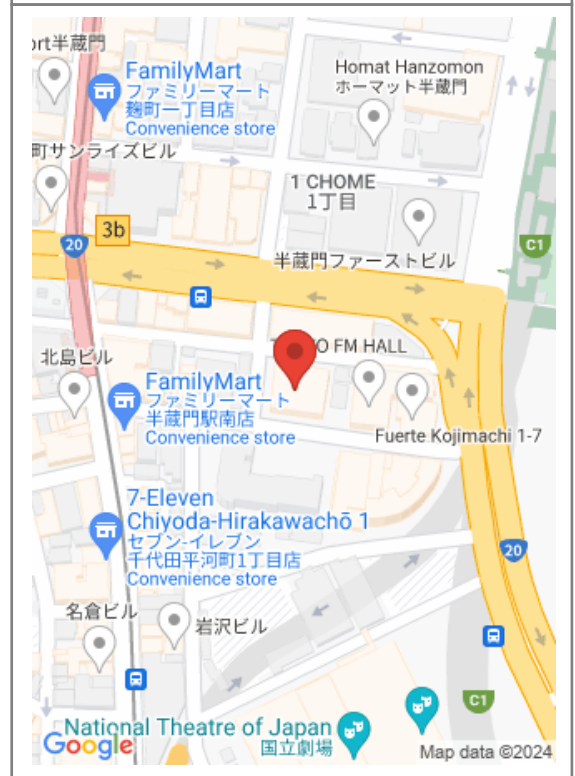 ort半蔵門
FamilyMart
ファミリーマート
麹町一丁目店
Convenience store
Homat Hanzomon
ホーマット半蔵門
町サンライズビル
1 CHOME
1丁目
3b
20
C1
半蔵門ファーストビル
北島ビル
O FM HALL
FamilyMart
ファミリーマート
半蔵門駅南店
Convenience store
Fuerte Kojimachi 1-7
7-Eleven
Chiyoda-Hirakawachō 1
セブン-イレブン
千代田平河町1丁目店
Convenience store
20
名倉ビル
岩沢ビル
C1
National Theatre of Japan
国立劇場
Google
Map data ©2024